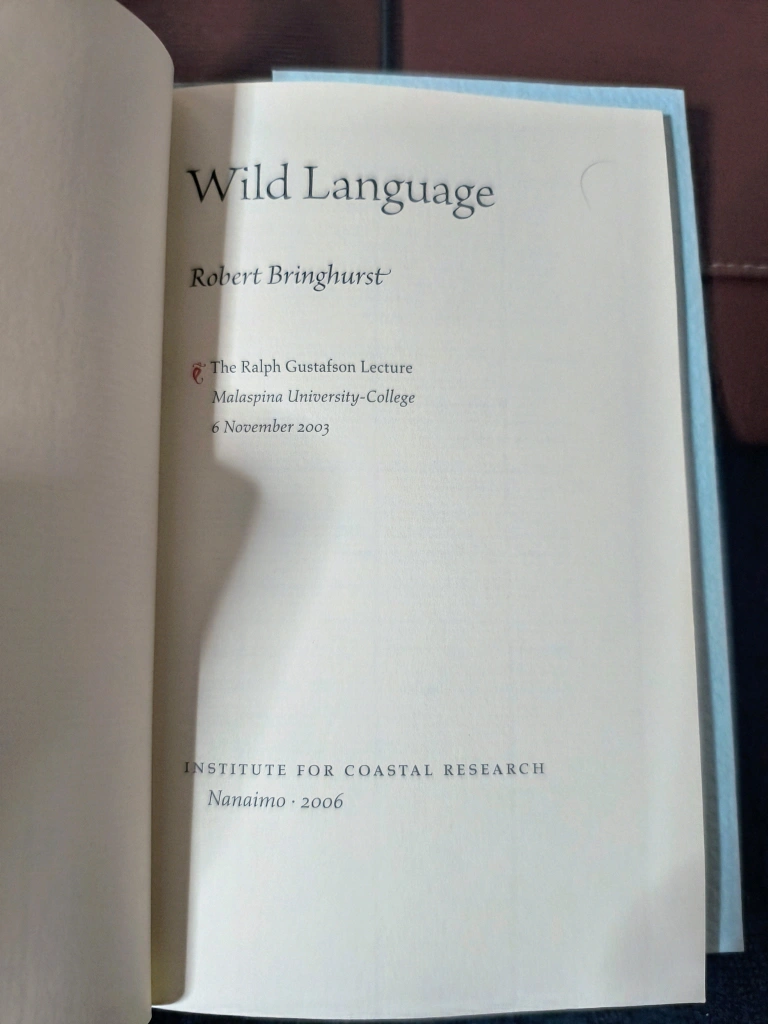 Wild Language
Robert Bringhurst
The Ralph Gustafson Lecture
Malaspina University-College
6 November 2003
INSTITUTE FOR COASTAL RESEARCH
Nanaimo · 2006